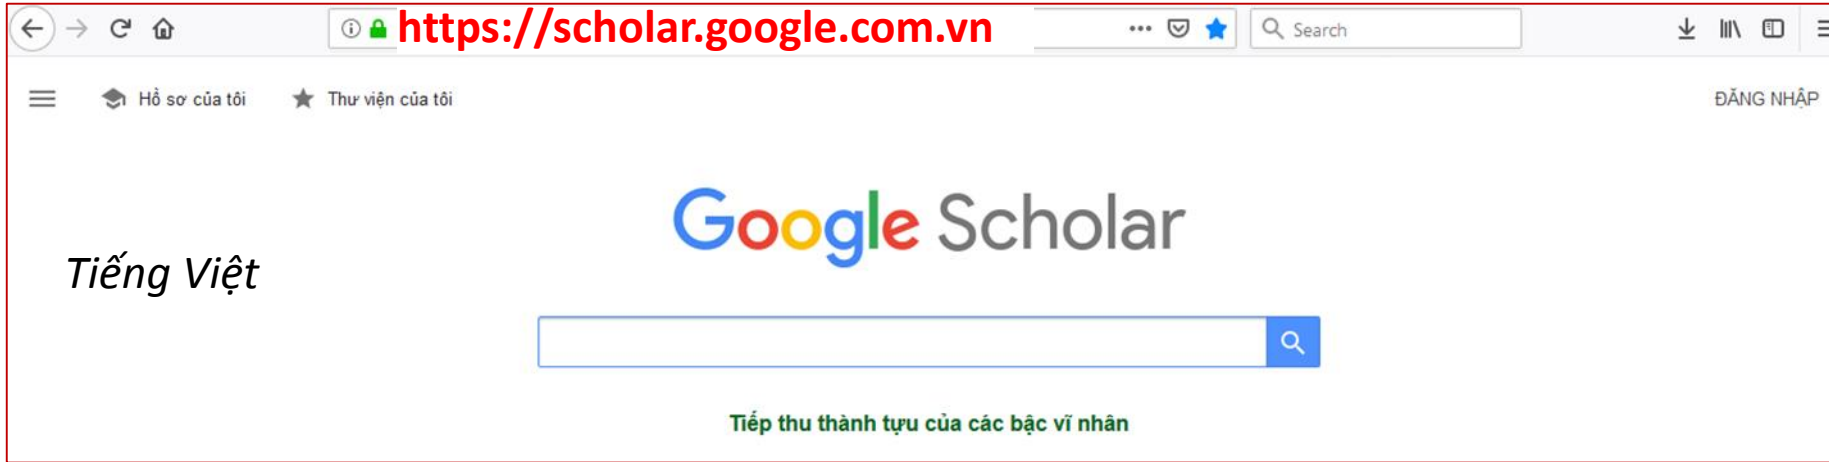 https://scholar.google.com.vn
Search
Hồ sơ của tôi
Thư viện của tôi
ĐĂNG NHẬP
Google Scholar
Tiếng Việt
Tiếp thu thành tựu của các bậc vĩ nhân